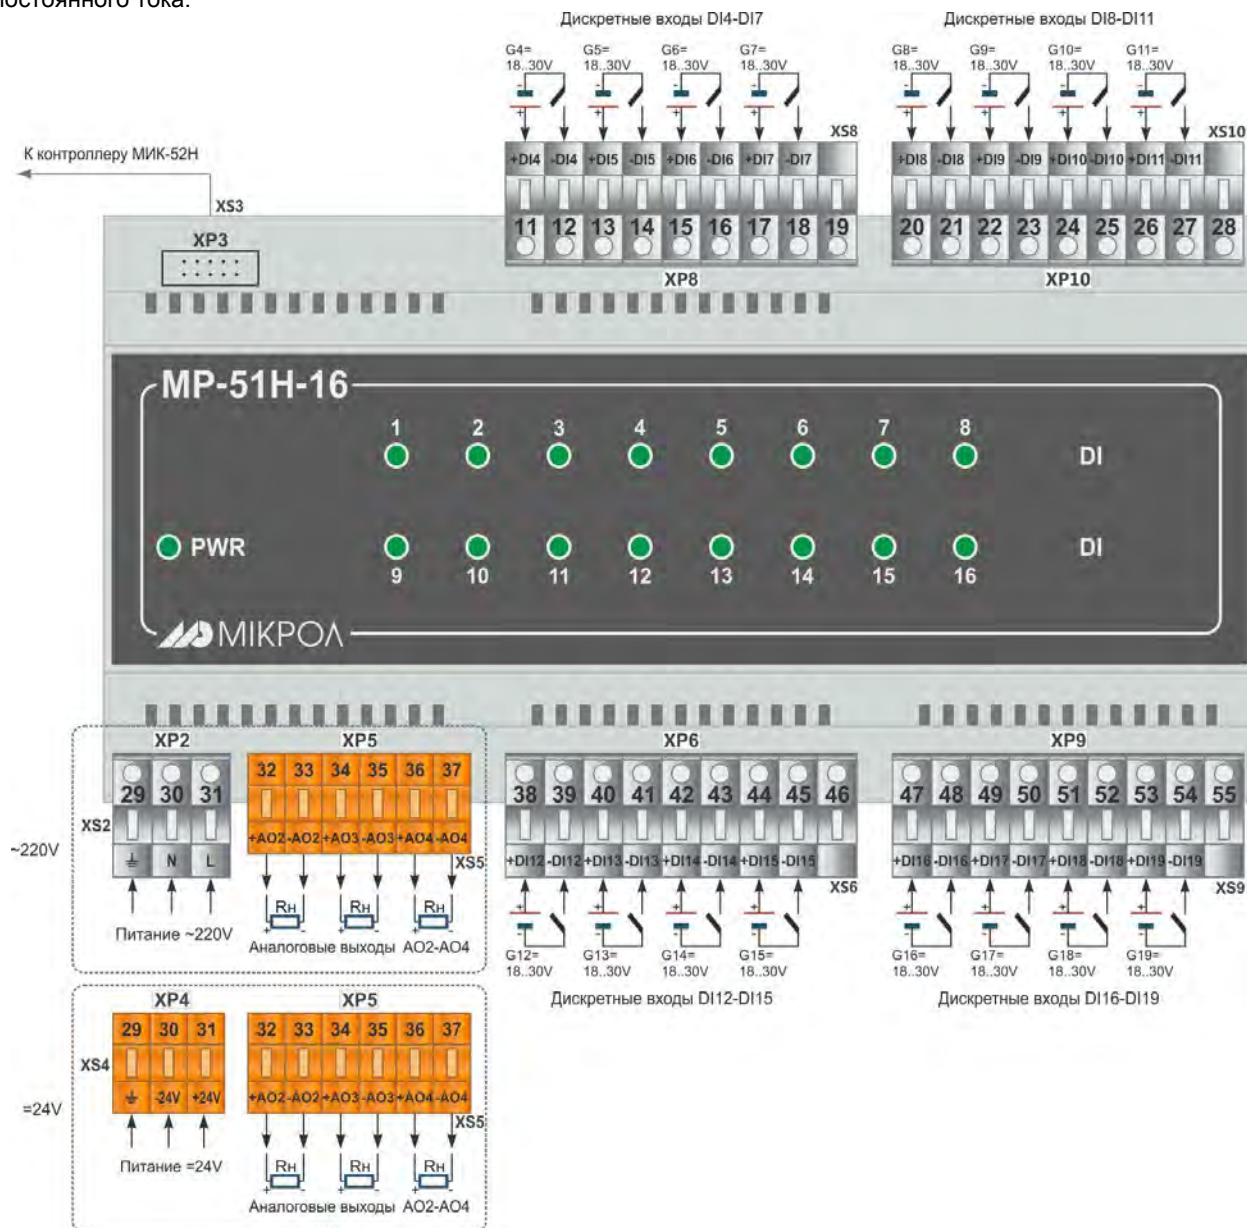 постоянного тока.
Дискретные входы DI4-DI7
Дискретные входы DI8-DI11
G4= G5= G6= G7=
18..30V 18..30V 18..30V 18..30V
G8= G9= G10= G11=
18..30V 18..30V 18..30V 18..30V
- - - -
- - - -
+ + + +
+ + + +
XS8
XS10
К контроллеру МИК-52Н
+DI4 -DI4 +DI5 -DI5 +DI6 -DI6 +DI7 -DI7
+DI8 -DI8 +DI9 -DI9 +DI10 -DI10 +DI11 -DI11
XS3
11 12 13 14 15 16 17 18 19
20 21 22 23 24 25 26 27 28
XP3
XP8
XP10
MP-51H-16
1 2 3 4 5 6 7 8
DI
PWR
DI
9 10 11 12 13 14 15 16
МІКРОЛ
XP2
XP5
XP6
XP9
32 33 34 35 36 37
29 30 31
38 39 40 41 42 43 44 45 46
47 48 49 50 51 52 53 54 55
XS2
~220V
N L
+AO2 -AO2 +AO3 -AO3 +AO4 -AO4
XS5
+DI12 -DI12 +DI13 -DI13 +DI14 -DI14 +DI15 -DI15
+DI16 -DI16 +DI17 -DI17 +DI18 -DI18 +DI19 -DI19
XS6
XS9
Rн Rн Rн
+ - + - + -
+ + + +
+ + + +
- - - -
- - - -
Питание ~220V
Аналоговые выходы АО2-АО4
G12= G13= G14= G15=
18..30V 18..30V 18..30V 18..30V
G16= G17= G18= G19=
18..30V 18..30V 18..30V 18..30V
Дискретные входы DI12-DI15
Дискретные входы DI16-DI19
XP4
XP5
29 30 31
32 33 34 35 36 37
XS4
=24V
-24V +24V
+AO2 -AO2 +AO3 -AO3 +AO4 -AO4
XS5
Rн Rн Rн
+ - + - + -
Питание =24V
Аналоговые выходы АО2-АО4